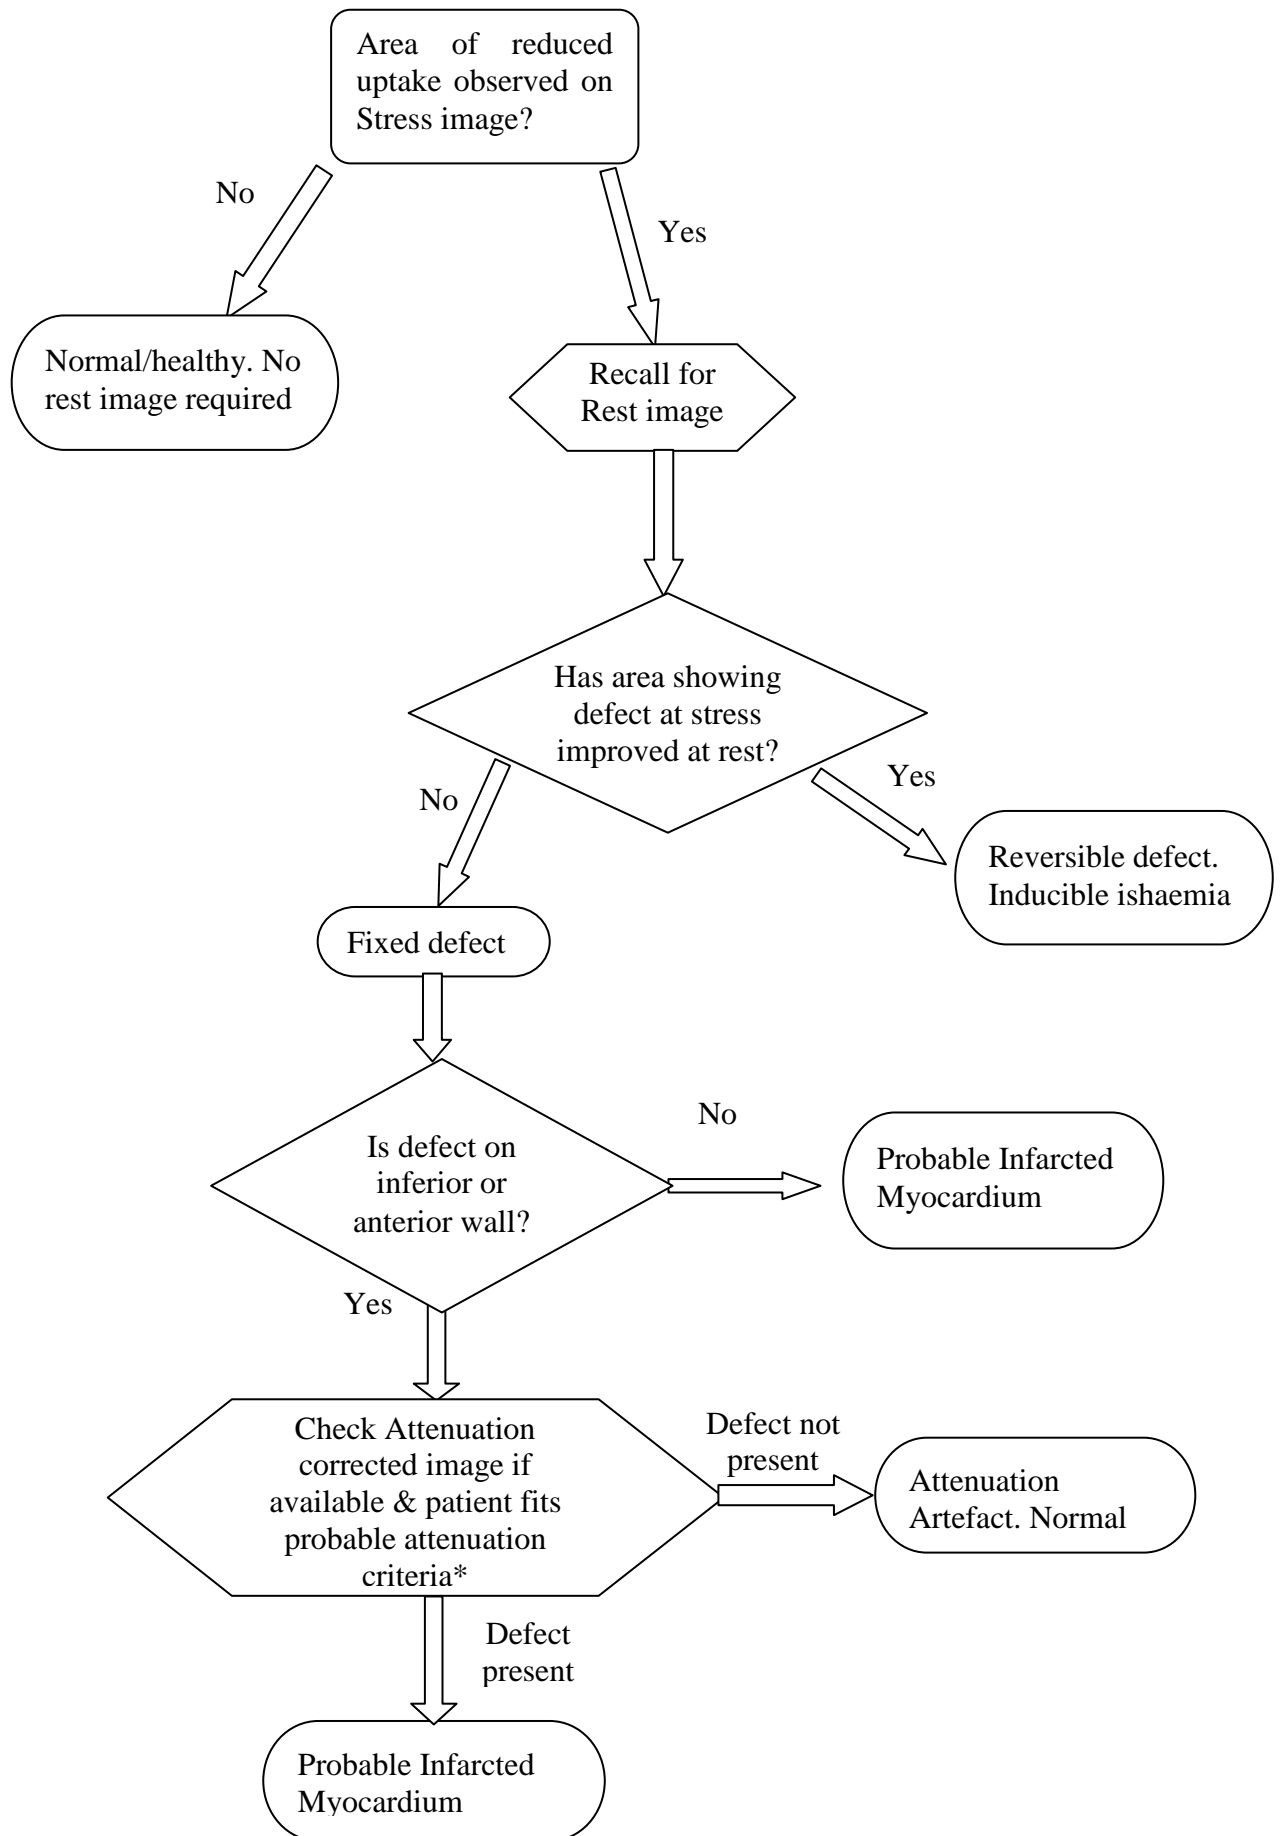 Area of reduced
uptake observed on
Stress image?
No
Yes
Normal/healthy. No
rest image required
Recall for
Rest image
Has area showing
defect at stress
improved at rest?
No
Yes
Reversible defect.
Inducible ishaemia
Fixed defect
Is defect on
inferior or
anterior wall?
No
Probable Infarcted
Myocardium
Yes
Check Attenuation
corrected image if
available & patient fits
probable attenuation
criteria*
Defect not
present
Attenuation
Artefact. Normal
Defect
present
Probable Infarcted
Myocardium